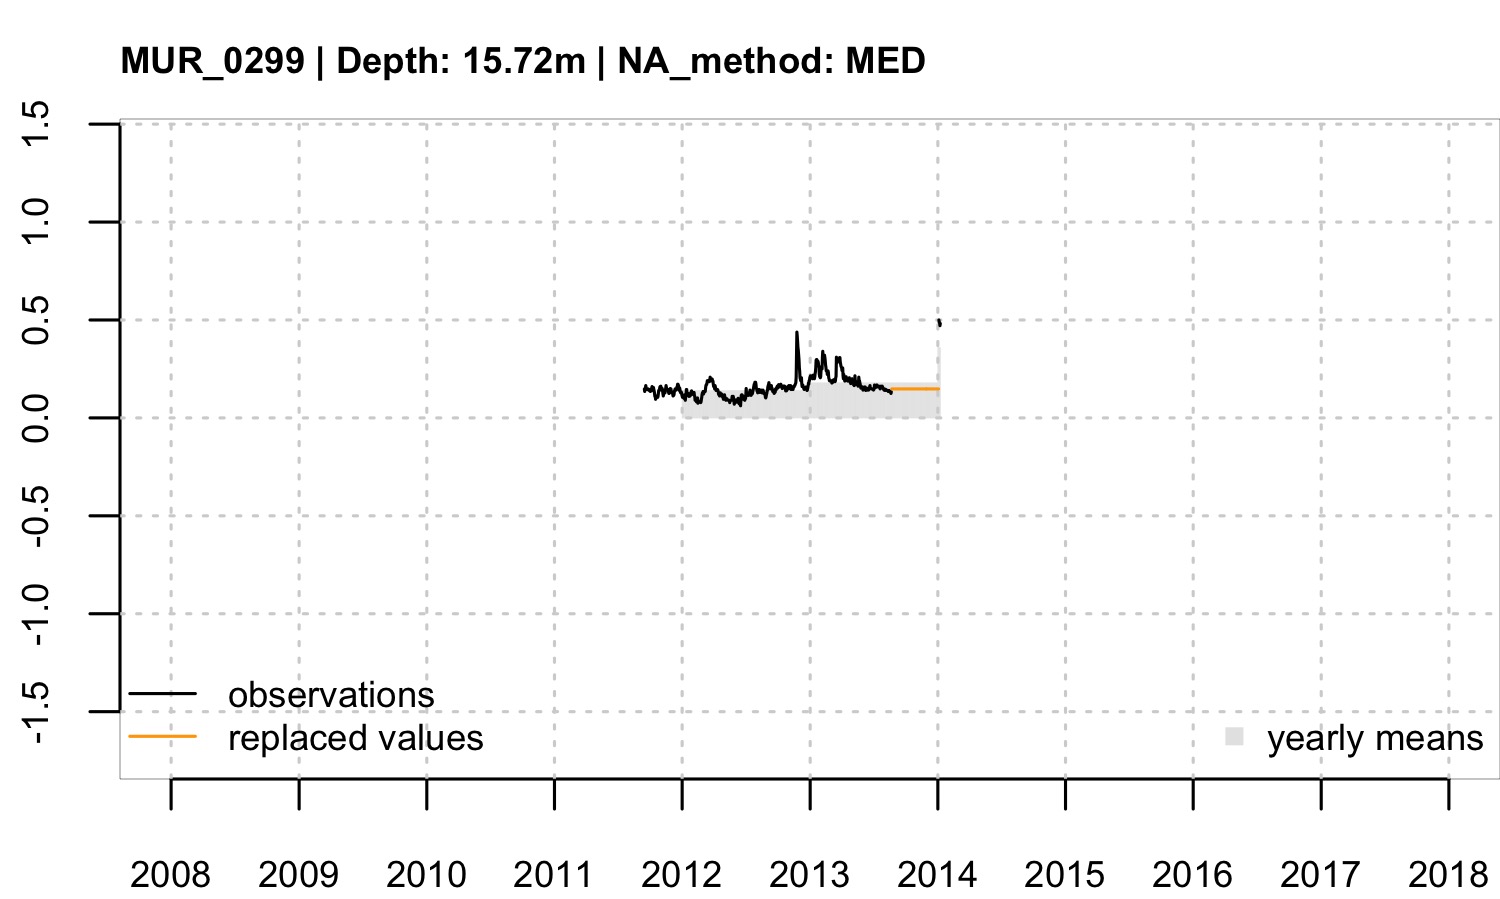 MUR_0299 | Depth: 15.72m | NA_method: MED
1.5
1.0
0.5
0.0
-0.5
-1.0
-1.5
observations
replaced values
yearly means
2008 2009 2010 2011 2012 2013 2014 2015 2016 2017 2018